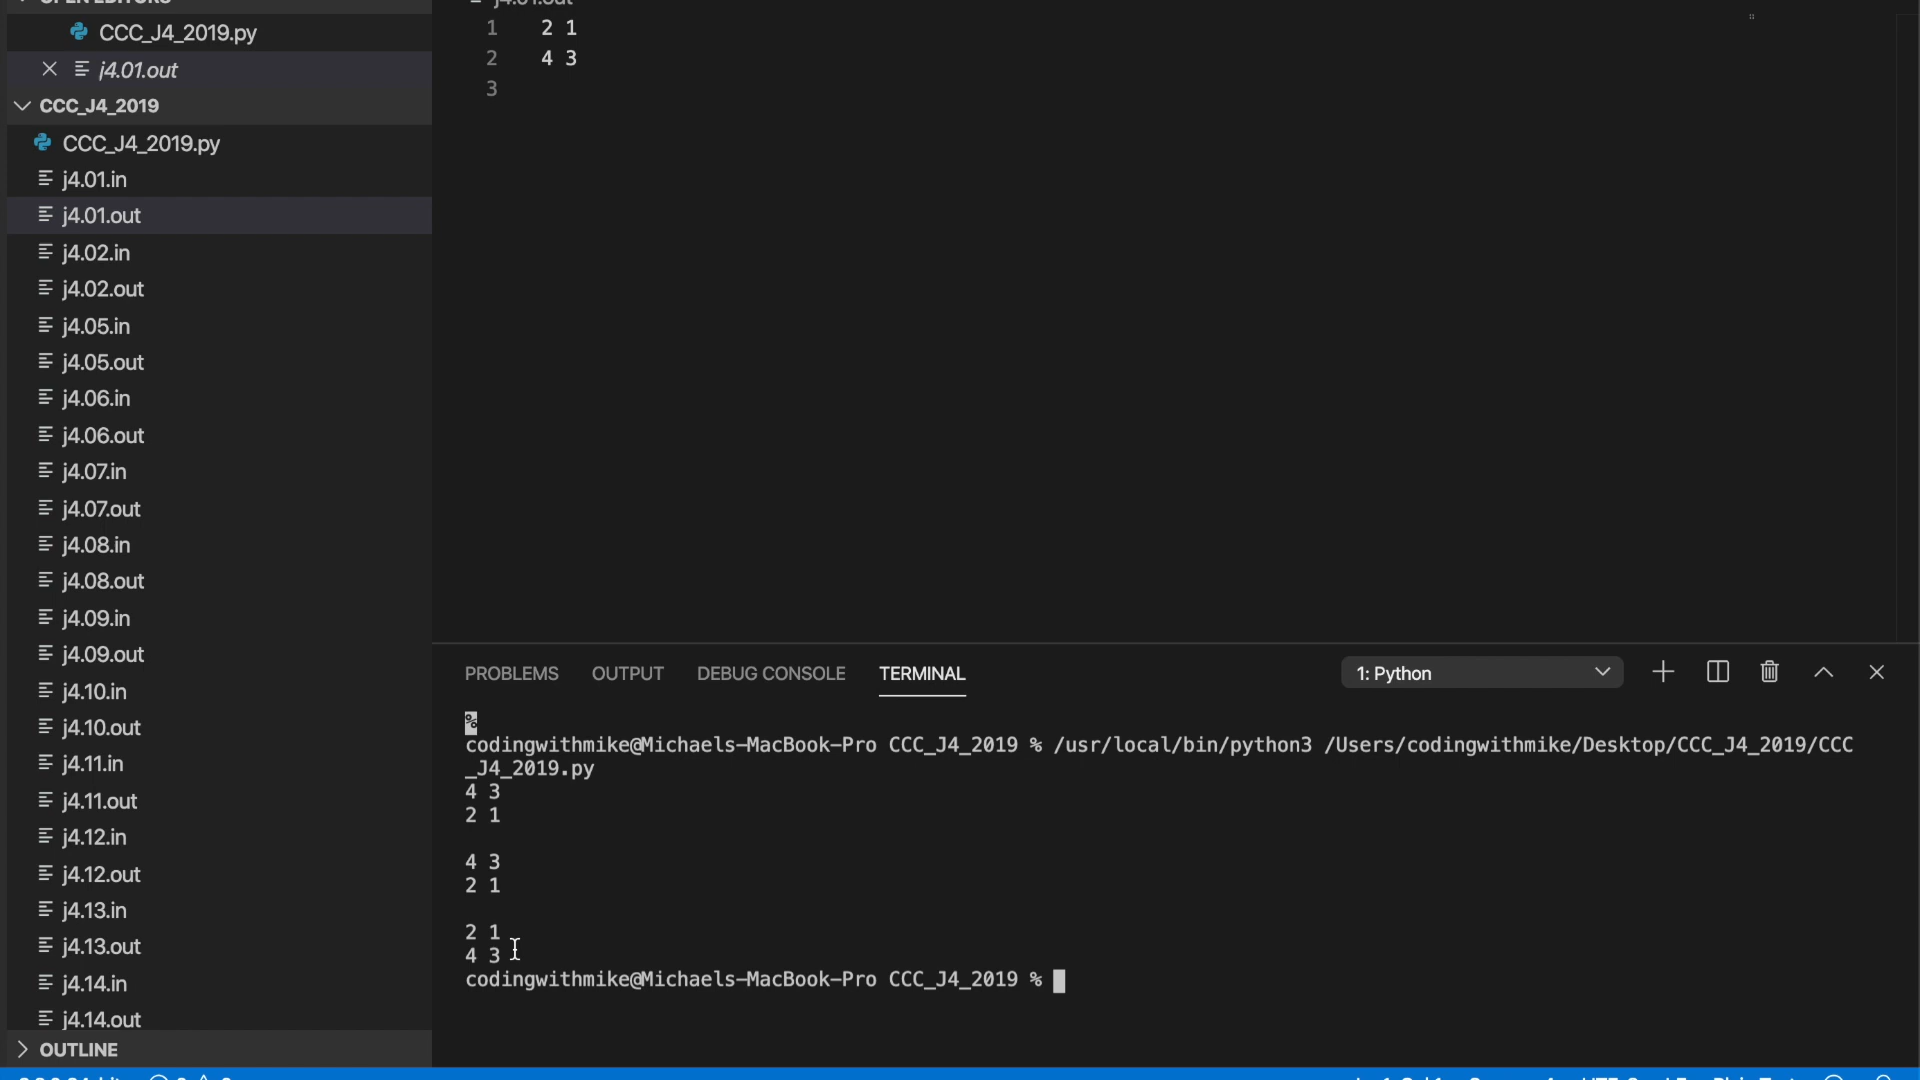 OPEN EDITORS
CCC_J4_2019.py
j4.01.out
CCC_J4_2019
CCC_J4_2019.py
j4.01.in
j4.01.out
j4.02.in
j4.02.out
j4.05.in
j4.05.out
j4.06.in
j4.06.out
j4.07.in
j4.07.out
j4.08.in
j4.08.out
j4.09.in
j4.09.out
j4.10.in
j4.10.out
j4.11.in
j4.11.out
j4.12.in
j4.12.out
j4.13.in
j4.13.out
j4.14.in
j4.14.out
OUTLINE
j4.01.out
1 2 1
2 4 3
3
PROBLEMS OUTPUT DEBUG CONSOLE TERMINAL 1: Python
%
codingwithmike@Michaels-MacBook-Pro CCC_J4_2019 % /usr/local/bin/python3 /Users/codingwithmike/Desktop/CCC_J4_2019/CCC
_J4_2019.py
4 3
2 1
4 3
2 1
2 1
4 3
codingwithmike@Michaels-MacBook-Pro CCC_J4_2019 %